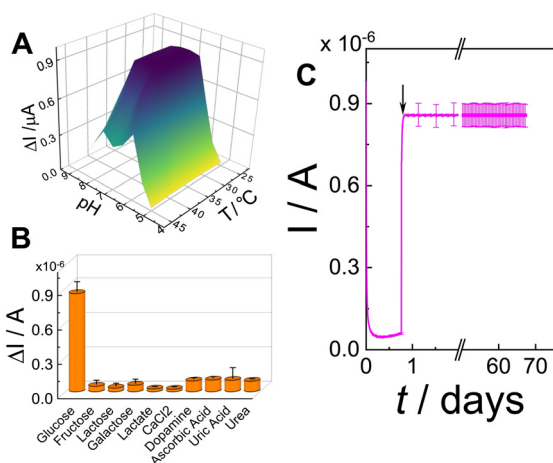 A
ΔI /µA
0.9
0.6
0.3
0.0
9
8
7
6
5
4
pH
45
40
35
30
25
T/°C
B
x10⁻⁶
ΔI / A
0.9
0.6
0.3
0.0
Glucose
Fructose
Lactose
Galactose
Lactate
CaCl2
Dopamine
Ascorbic Acid
Uric Acid
Urea
C
x 10⁻⁶
I / A
0.9
0.6
0.3
0.0
0 1 60 70
t / days